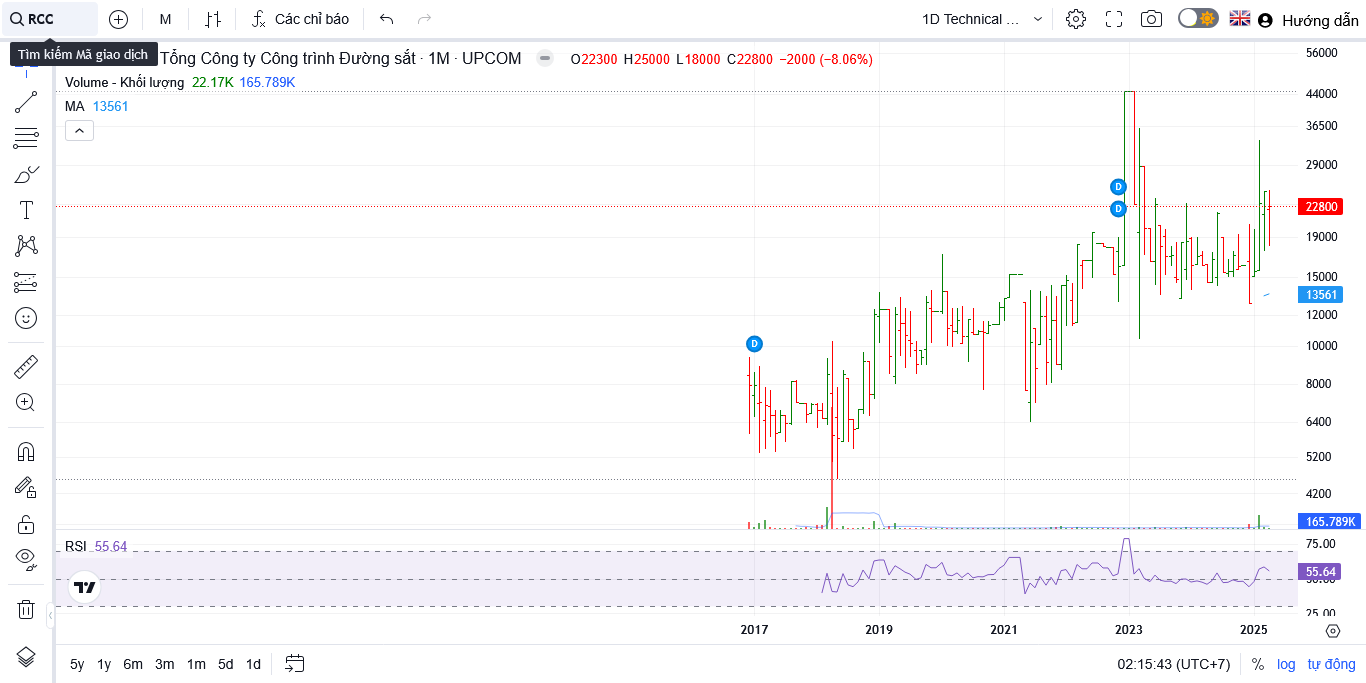 RCC
M
Các chỉ báo
1D Technical ...
Hướng dẫn
Tìm kiếm Mã giao dịch
Tổng Công ty Công trình Đường sắt · 1M · UPCOM
O22300 H25000 L18000 C22800 −2000 (−8.06%)
Volume - Khối lượng 22.17K 165.789K
MA 13561
56000
44000
36500
29000
22800
19000
15000
13561
12000
10000
8000
6400
5200
4200
165.789K
D
D
D
RSI 55.64
75.00
55.64
50.00
25.00
2017
2019
2021
2023
2025
5y 1y 6m 3m 1m 5d 1d
02:15:43 (UTC+7)
% log tự động